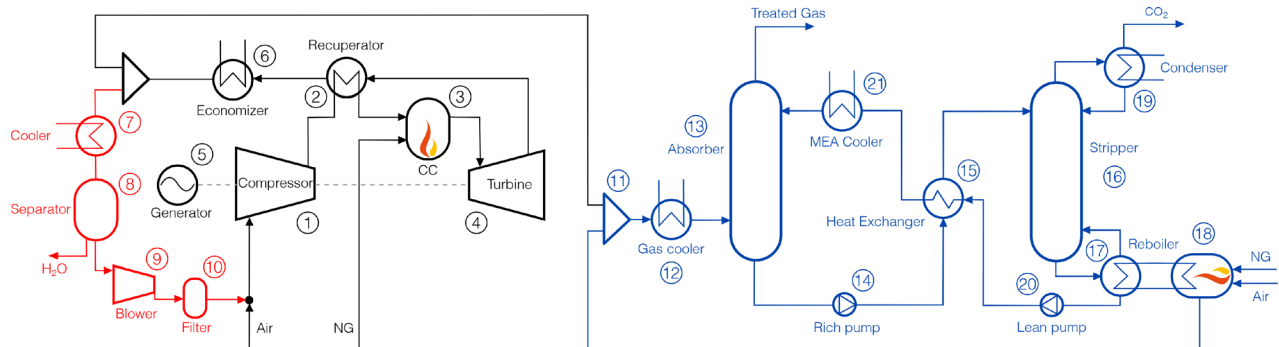 Treated Gas
CO₂
Recuperator
⑥
②
③
Economizer
Condenser
⑲
㉑
⑦
Cooler
⑬
Absorber
MEA Cooler
Stripper
⑯
⑤
Generator
Compressor
CC
Turbine
①
④
⑧
Separator
⑪
⑮
Heat Exchanger
Gas cooler
⑫
H₂O
⑨
⑩
Blower
Filter
Air
NG
⑭
Rich pump
⑰
Reboiler
⑱
NG
Air
⑳
Lean pump